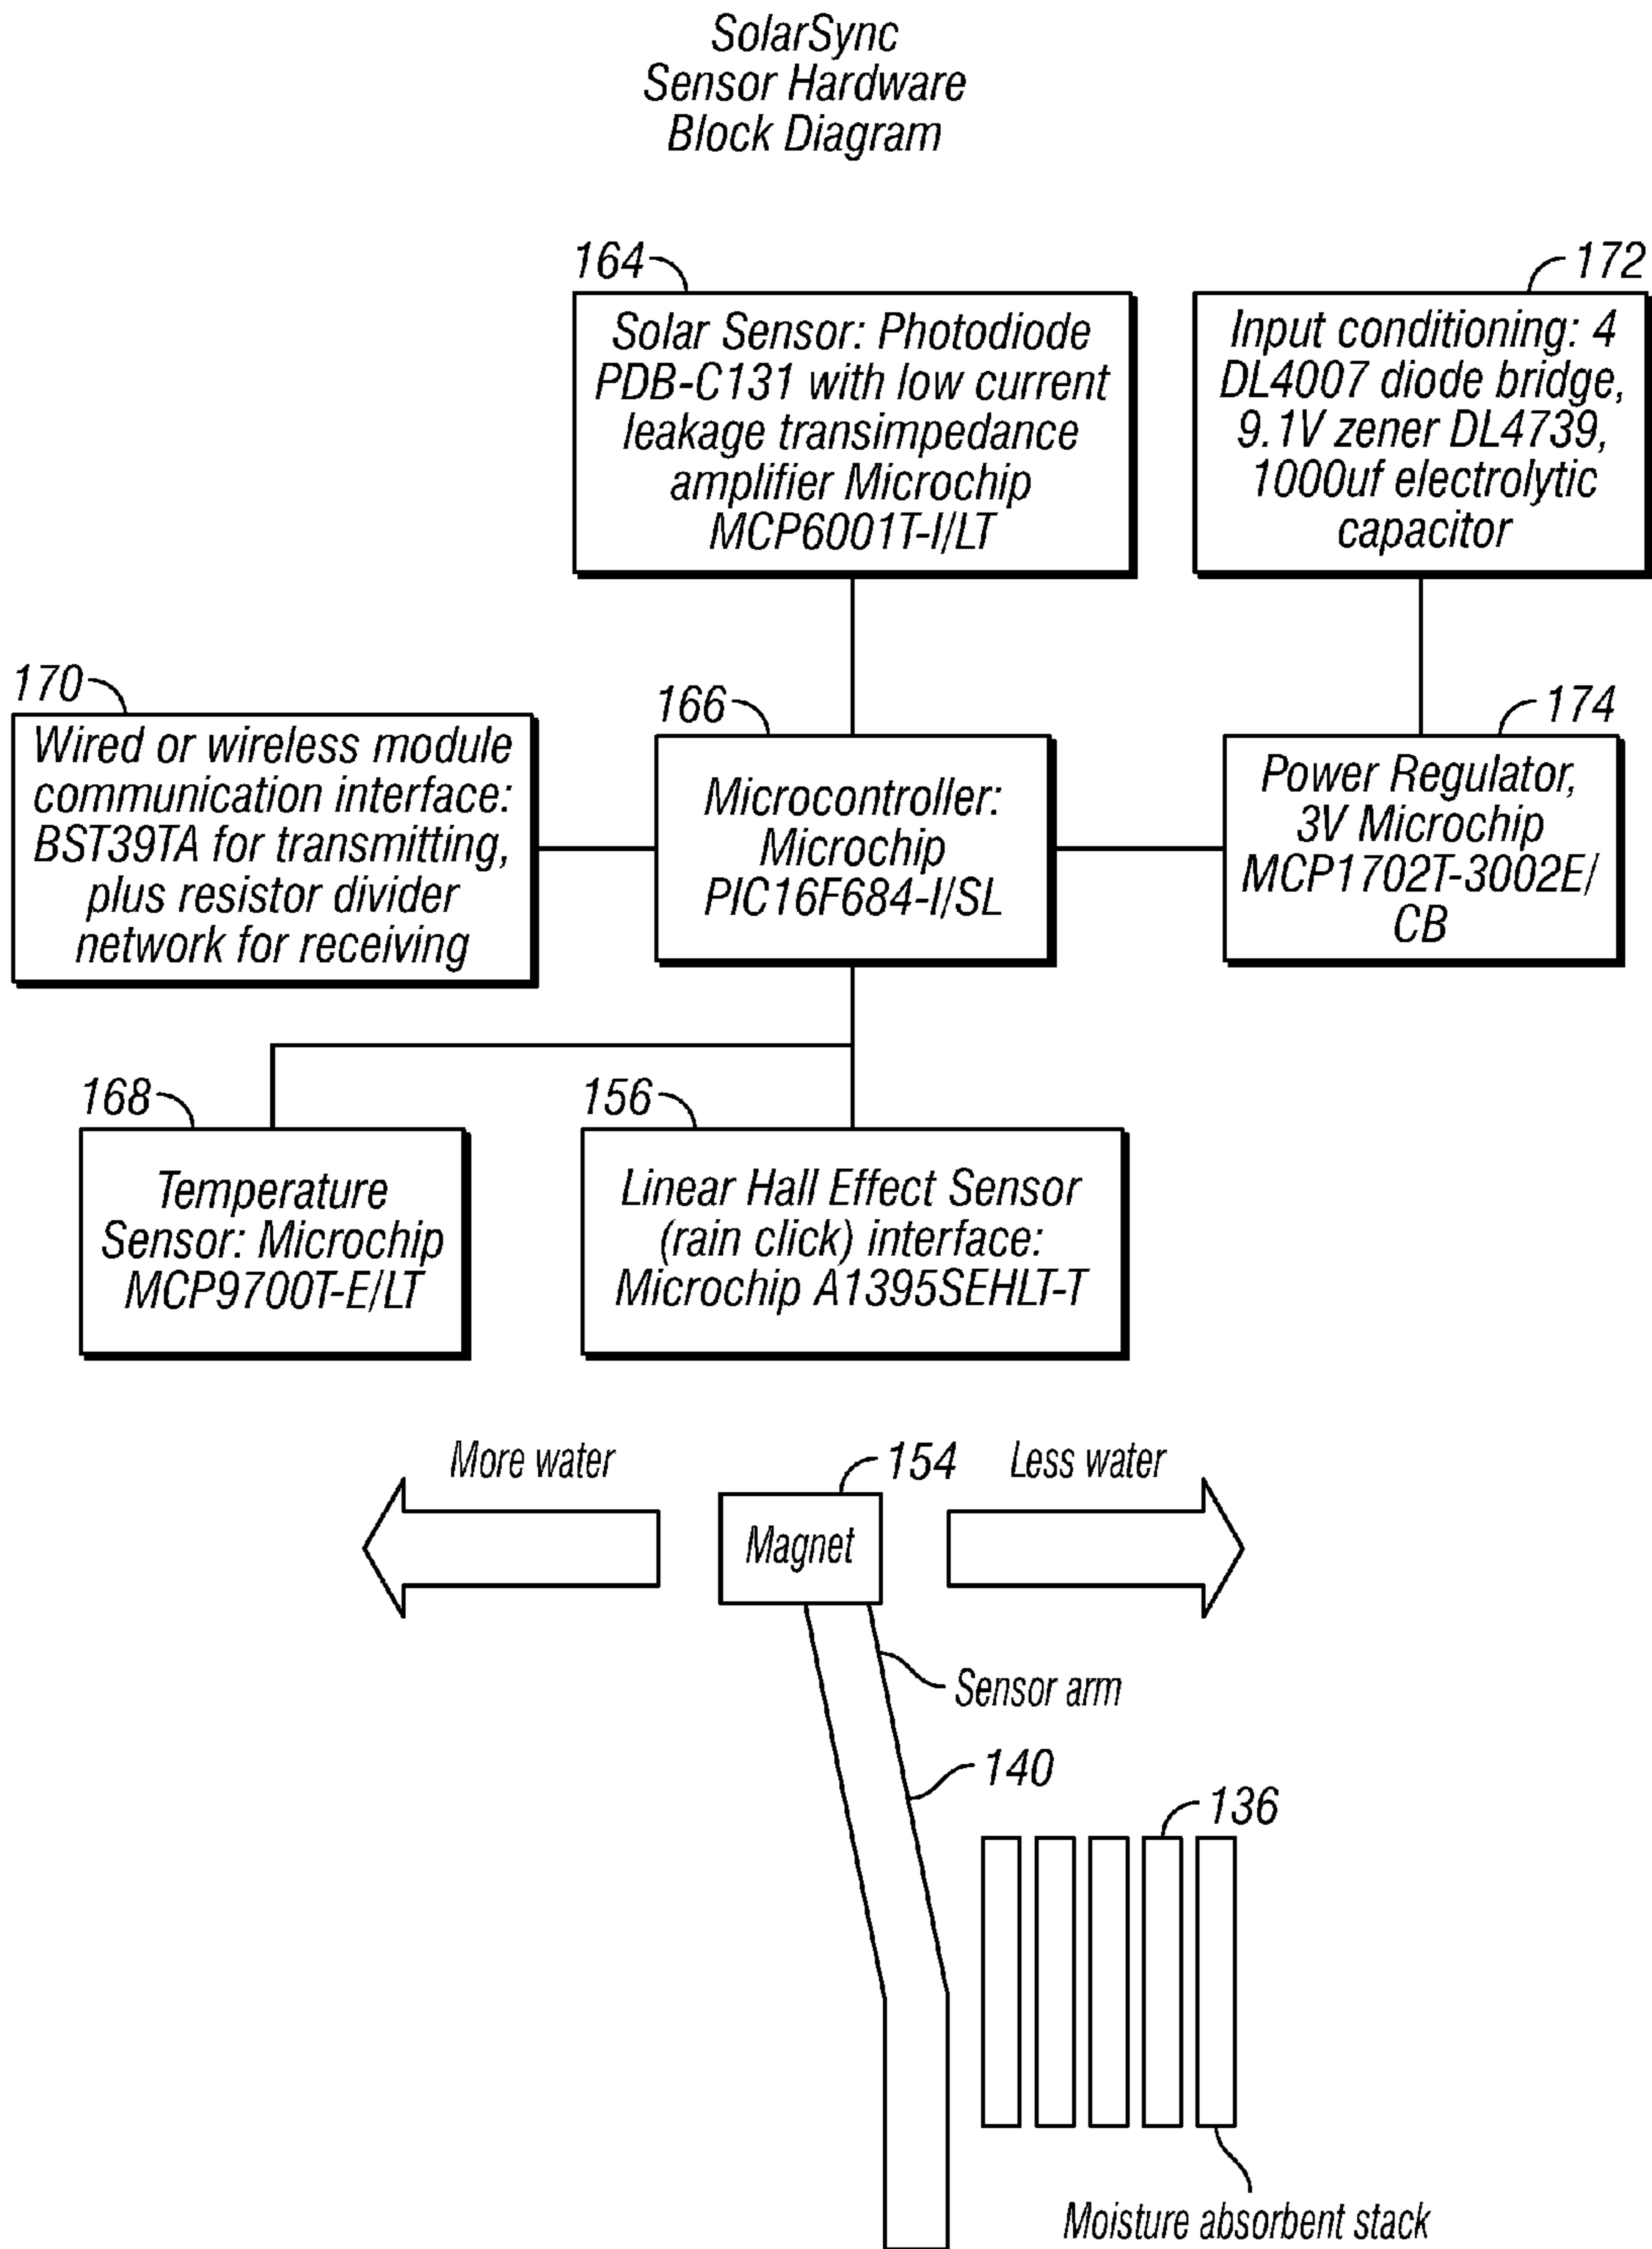 SolarSync
Sensor Hardware
Block Diagram
164
Solar Sensor: Photodiode
PDB-C131 with low current
leakage transimpedance
amplifier Microchip
MCP6001T-I/LT
172
Input conditioning: 4
DL4007 diode bridge,
9.1V zener DL4739,
1000uf electrolytic
capacitor
170
Wired or wireless module
communication interface:
BST39TA for transmitting,
plus resistor divider
network for receiving
166
Microcontroller:
Microchip
PIC16F684-I/SL
174
Power Regulator,
3V Microchip
MCP1702T-3002E/
CB
168
Temperature
Sensor: Microchip
MCP9700T-E/LT
156
Linear Hall Effect Sensor
(rain click) interface:
Microchip A1395SEHLT-T
More water
154
Less water
Magnet
Sensor arm
140
136
Moisture absorbent stack